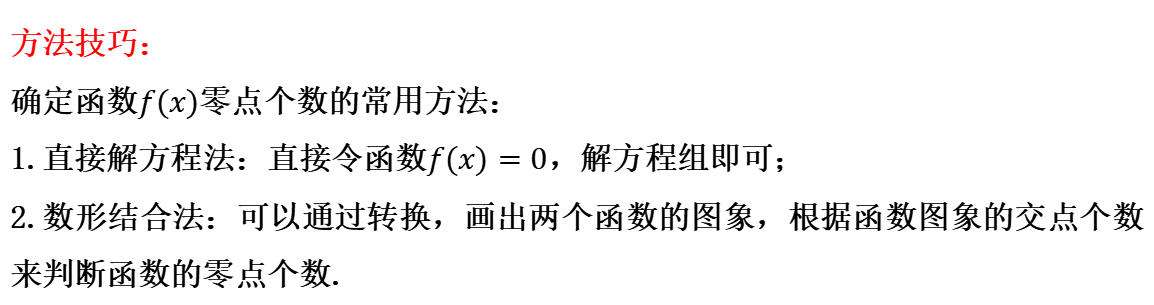 方法技巧：
确定函数f(x)零点个数的常用方法：
1. 直接解方程法：直接令函数f(x) = 0，解方程组即可；
2. 数形结合法：可以通过转换，画出两个函数的图象，根据函数图象的交点个数
来判断函数的零点个数.